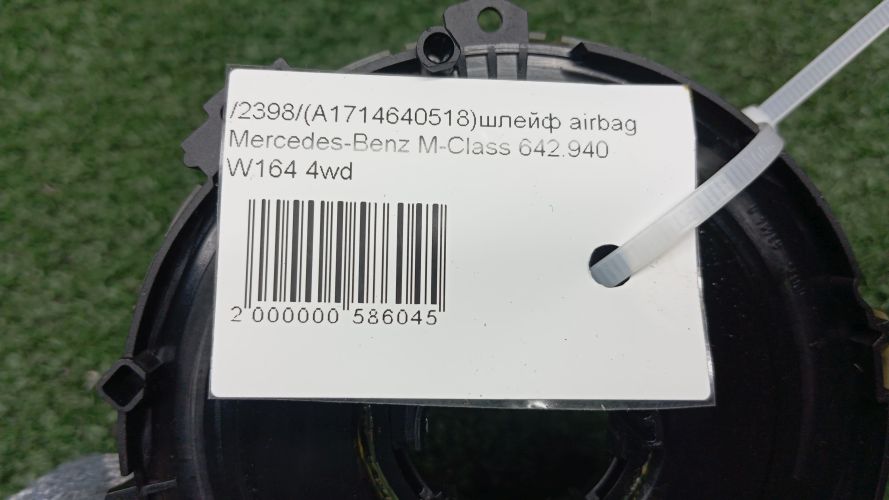 /2398/(A1714640518)шлейф airbag
Mercedes-Benz M-Class 642.940
W164 4wd
2 000000 586045